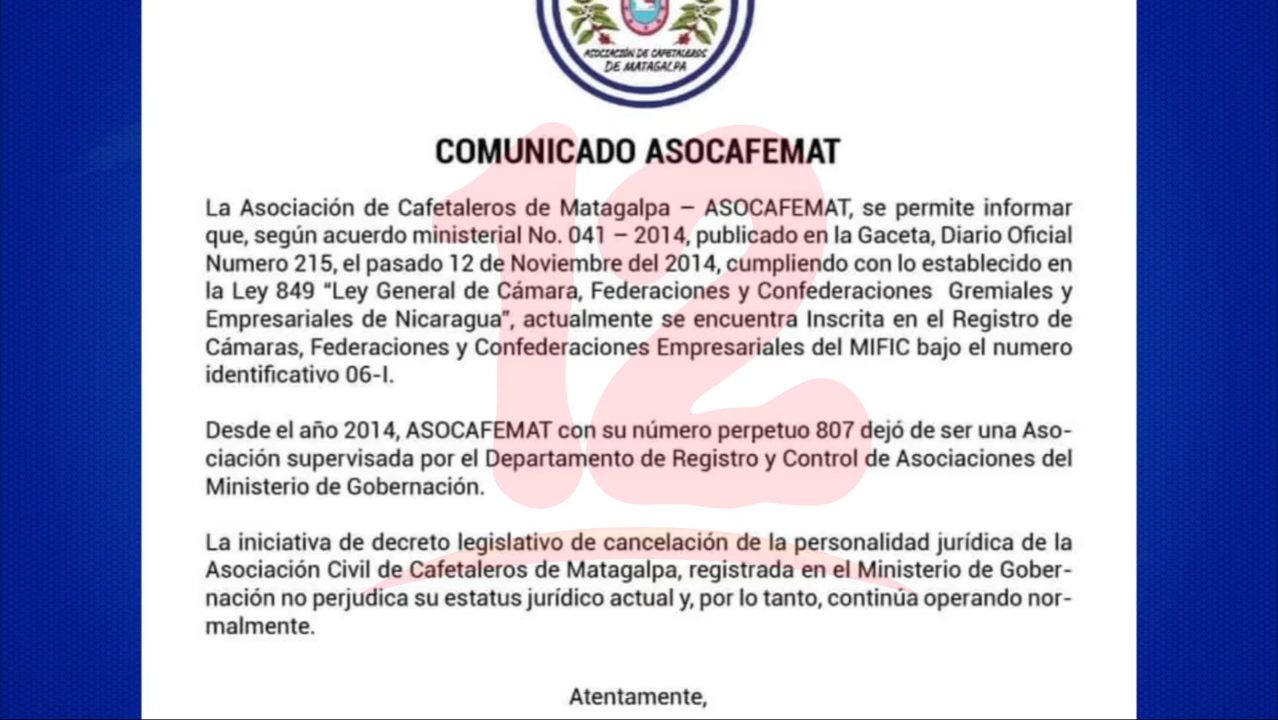 ASOCIACIÓN DE CAFETALEROS
DE MATAGALPA
COMUNICADO ASOCAFEMAT
La Asociación de Cafetaleros de Matagalpa – ASOCAFEMAT, se permite informar
que, según acuerdo ministerial No. 041 – 2014, publicado en la Gaceta, Diario Oficial
Numero 215, el pasado 12 de Noviembre del 2014, cumpliendo con lo establecido en
la Ley 849 “Ley General de Cámara, Federaciones y Confederaciones Gremiales y
Empresariales de Nicaragua”, actualmente se encuentra Inscrita en el Registro de
Cámaras, Federaciones y Confederaciones Empresariales del MIFIC bajo el numero
identificativo 06-I.
Desde el año 2014, ASOCAFEMAT con su número perpetuo 807 dejó de ser una Aso-
ciación supervisada por el Departamento de Registro y Control de Asociaciones del
Ministerio de Gobernación.
La iniciativa de decreto legislativo de cancelación de la personalidad jurídica de la
Asociación Civil de Cafetaleros de Matagalpa, registrada en el Ministerio de Gober-
nación no perjudica su estatus jurídico actual y, por lo tanto, continúa operando nor-
malmente.
Atentamente,
12